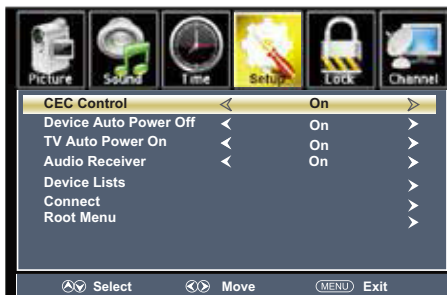 Picture Sound Time Setup Lock Channel
CEC Control On
Device Auto Power Off On
TV Auto Power On On
Audio Receiver On
Device Lists
Connect
Root Menu
Select Move MENU Exit